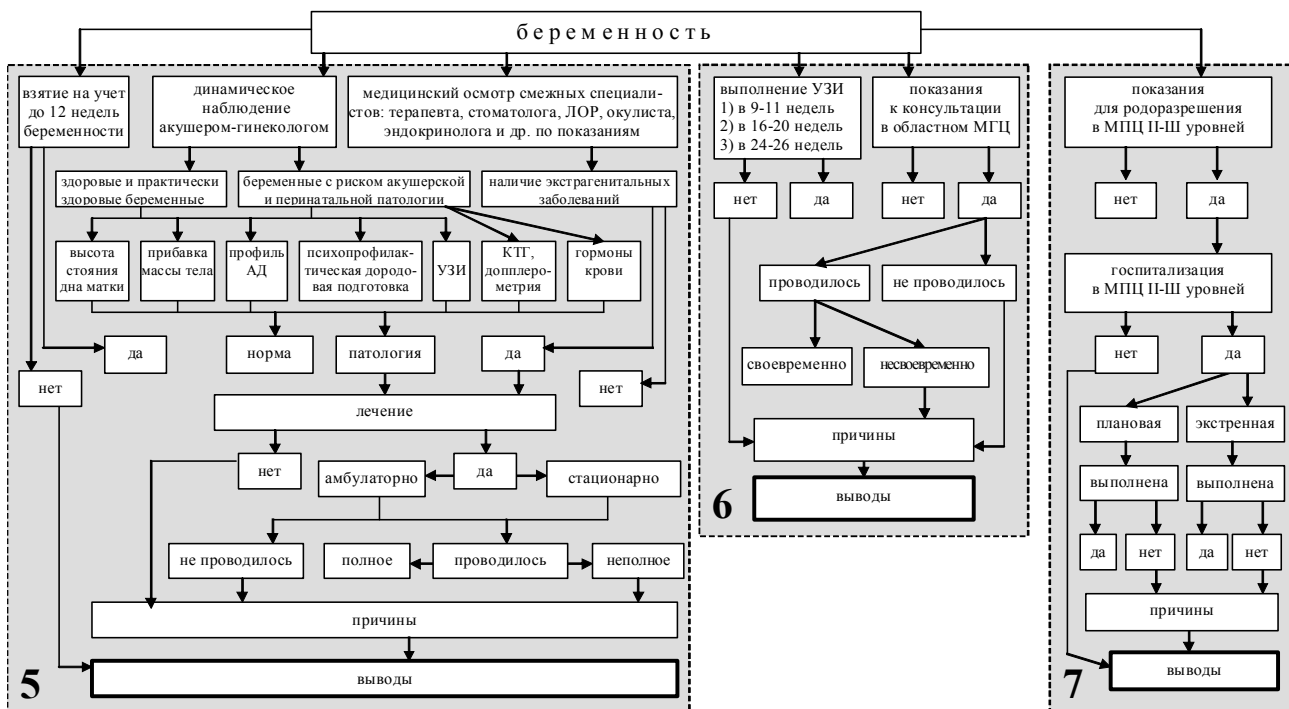 беременность
взятие на учет
до 12 недель
беременности
динамическое
наблюдение
акушером-гинекологом
медицинский осмотр смежных специали-
стов: терапевта, стоматолога, ЛОР, окулиста,
эндокринолога и др. по показаниям
здоровые и практически
здоровые беременные
беременные с риском акушерской
и перинатальной патологии
наличие экстрагенитальных
заболеваний
высота
стояния
дна матки
прибавка
массы тела
профиль
АД
психопрофилак-
тическая дородо-
вая подготовка
УЗИ
КТГ,
допплеро-
метрия
гормоны
крови
да
норма
патология
да
нет
нет
лечение
нет
амбулаторно
да
стационарно
не проводилось
полное
проводилось
неполное
причины
выводы
5
выполнение УЗИ
1) в 9-11 недель
2) в 16-20 недель
3) в 24-26 недель
показания
к консультации
в областном МГЦ
нет
да
нет
да
проводилось
не проводилось
своевременно
несвоевременно
причины
выводы
6
показания
для родоразрешения
в МПЦ II-Ш уровней
нет
да
госпитализация
в МПЦ II-Ш уровней
нет
да
плановая
экстренная
выполнена
выполнена
да
нет
да
нет
причины
выводы
7